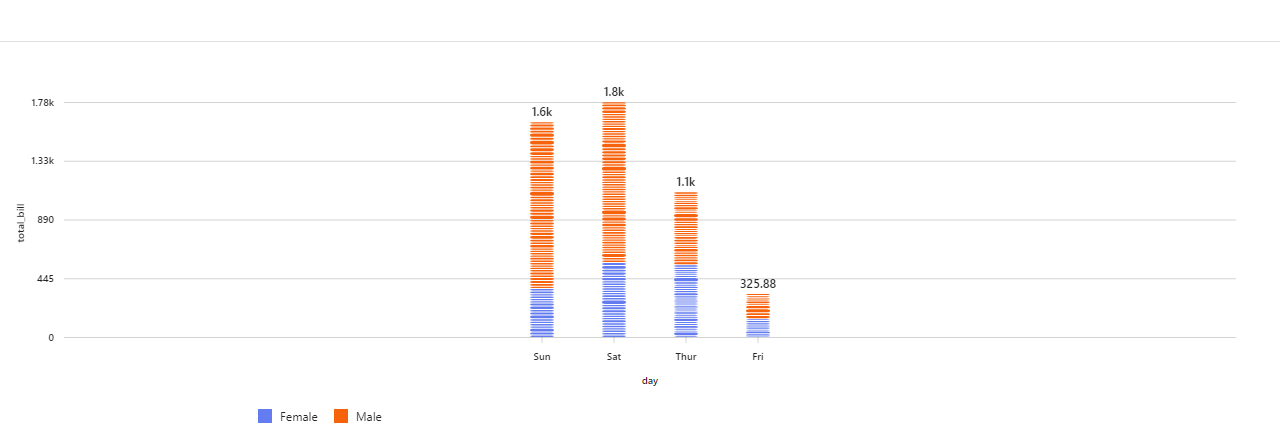 1.8k
1.78k
1.6k
1.33k
1.1k
total_bill
890
445
325.88
0
Sun Sat Thur Fri
day
Female Male